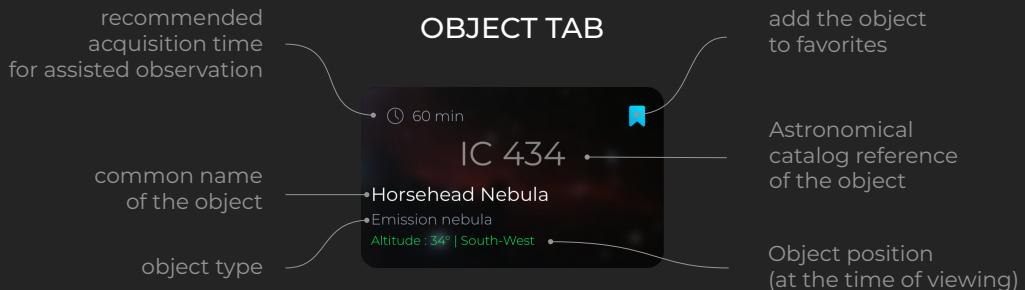 OBJECT TAB
recommended
acquisition time
for assisted observation
common name
of the object
object type
60 min
IC 434
Horsehead Nebula
Emission nebula
Altitude : 34° | South-West
add the object
to favorites
Astronomical
catalog reference
of the object
Object position
(at the time of viewing)